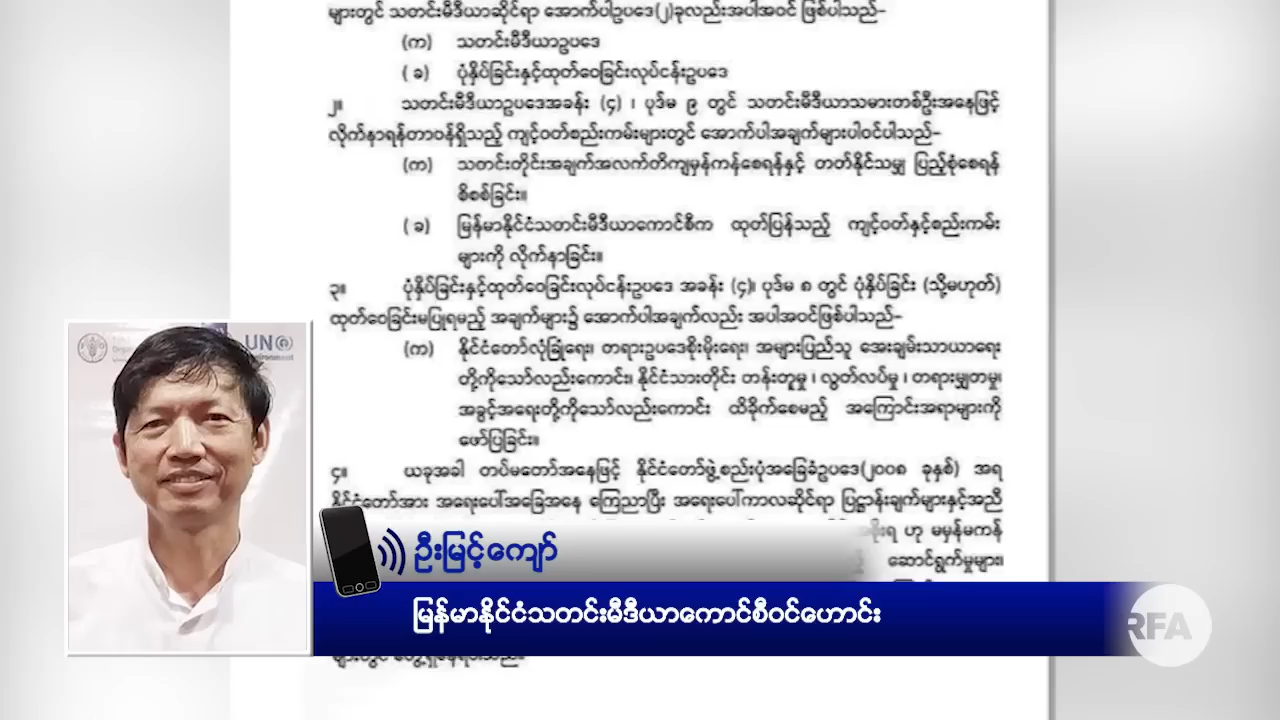 များတွင် သတင်းမီဒီယာဆိုင်ရာ အောက်ပါဥပဒေ(၂)ခုလည်းအပါအဝင် ဖြစ်ပါသည်-
(က) သတင်းမီဒီယာဥပဒေ
( ခ ) ပုံနှိပ်ခြင်းနှင့်ထုတ်ဝေခြင်းလုပ်ငန်းဥပဒေ
၂။ သတင်းမီဒီယာဥပဒေအခန်း (၄) ၊ ပုဒ်မ ၉ တွင် သတင်းမီဒီယာသမားတစ်ဦးအနေဖြင့်
လိုက်နာရန်တာဝန်ရှိသည့် ကျင့်ဝတ်စည်းကမ်းများတွင် အောက်ပါအချက်များပါဝင်ပါသည်-
(က) သတင်းတိုင်းအချက်အလက်တိကျမှန်ကန်စေရန်နှင့် တတ်နိုင်သမျှ ပြည့်စုံစေရန်
စိစစ်ခြင်း။
( ခ ) မြန်မာနိုင်ငံသတင်းမီဒီယာကောင်စီက ထုတ်ပြန်သည့် ကျင့်ဝတ်နှင့်စည်းကမ်း
များကို လိုက်နာခြင်း။
၃။ ပုံနှိပ်ခြင်းနှင့်ထုတ်ဝေခြင်းလုပ်ငန်းဥပဒေ အခန်း (၄)၊ ပုဒ်မ ၈ တွင် ပုံနှိပ်ခြင်း (သို့မဟုတ်)
ထုတ်ဝေခြင်းမပြုရမည့် အချက်များ၌ အောက်ပါအချက်လည်း အပါအဝင်ဖြစ်ပါသည်-
(က) နိုင်ငံတော်လုံခြုံရေး၊ တရားဥပဒေစိုးမိုးရေး၊ အများပြည်သူ အေးချမ်းသာယာရေး
တို့ကိုသော်လည်းကောင်း၊ နိုင်ငံသားတိုင်း တန်းတူမှု ၊ လွတ်လပ်မှု ၊ တရားမျှတမှု၊
အခွင့်အရေးတို့ကိုသော်လည်းကောင်း ထိခိုက်စေမည့် အကြောင်းအရာများကို
ဖော်ပြခြင်း။
၄။ ယခုအခါ တပ်မတော်အနေဖြင့် နိုင်ငံတော်ဖွဲ့စည်းပုံအခြေခံဥပဒေ(၂၀၀၈ ခုနှစ်) အရ
နိုင်ငံတော်အား အရေးပေါ်အခြေအနေ ကြေညာပြီး အရေးပေါ်ကာလဆိုင်ရာ ပြဋ္ဌာန်းချက်များနှင့်အညီ
ဟု မမှန်မကန်
ဆောင်ရွက်မှုများ၊
UN
ဦးမြင့်ကျော်
မြန်မာနိုင်ငံသတင်းမီဒီယာကောင်စီဝင်ဟောင်း
RFA